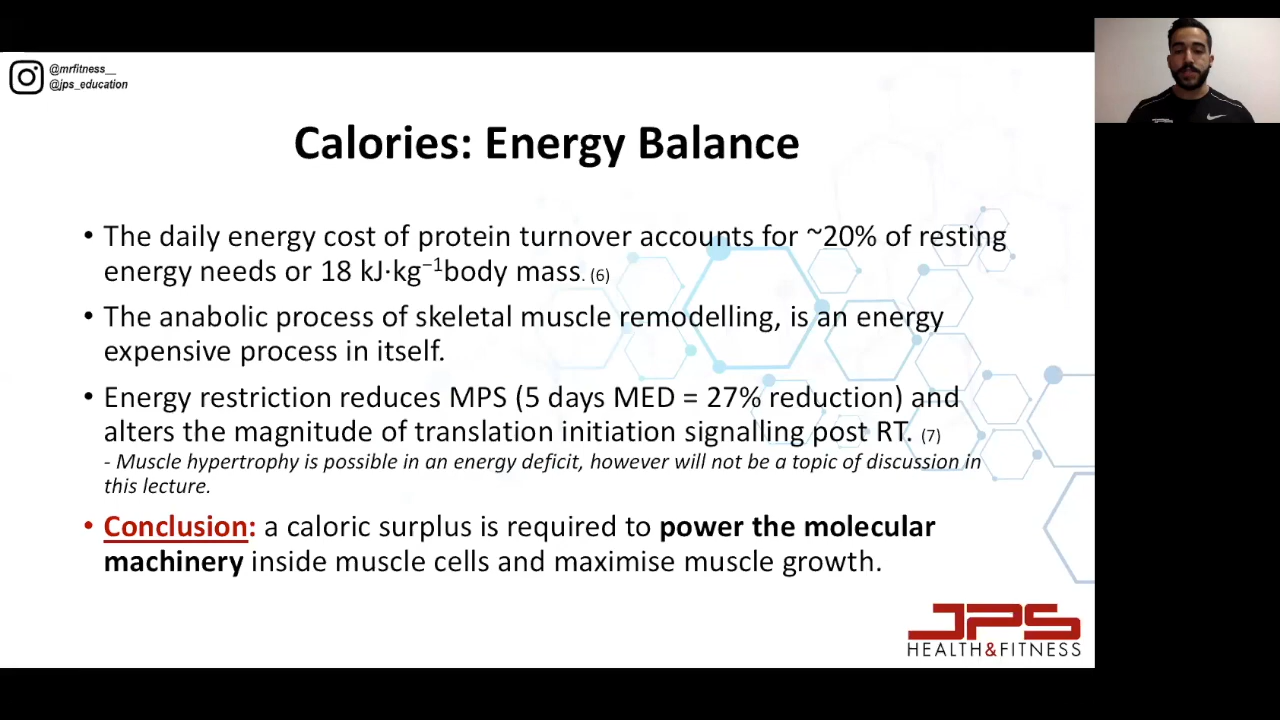 @mrfitness__
@jps_education
Calories: Energy Balance
• The daily energy cost of protein turnover accounts for ~20% of resting
energy needs or 18 kJ·kg⁻¹body mass. (6)
• The anabolic process of skeletal muscle remodelling, is an energy
expensive process in itself.
• Energy restriction reduces MPS (5 days MED = 27% reduction) and
alters the magnitude of translation initiation signalling post RT. (7)
- Muscle hypertrophy is possible in an energy deficit, however will not be a topic of discussion in
this lecture.
• Conclusion: a caloric surplus is required to power the molecular
machinery inside muscle cells and maximise muscle growth.
JPS
HEALTH&FITNESS